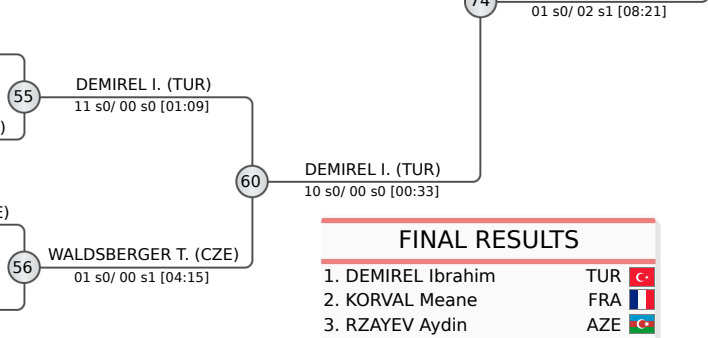 74
01 s0/ 02 s1 [08:21]
DEMIREL I. (TUR)
55
11 s0/ 00 s0 [01:09]
)
DEMIREL I. (TUR)
60
10 s0/ 00 s0 [00:33]
E)
WALDSBERGER T. (CZE)
56
01 s0/ 00 s1 [04:15]
FINAL RESULTS
1. DEMIREL Ibrahim TUR
2. KORVAL Meane FRA
3. RZAYEV Aydin AZE